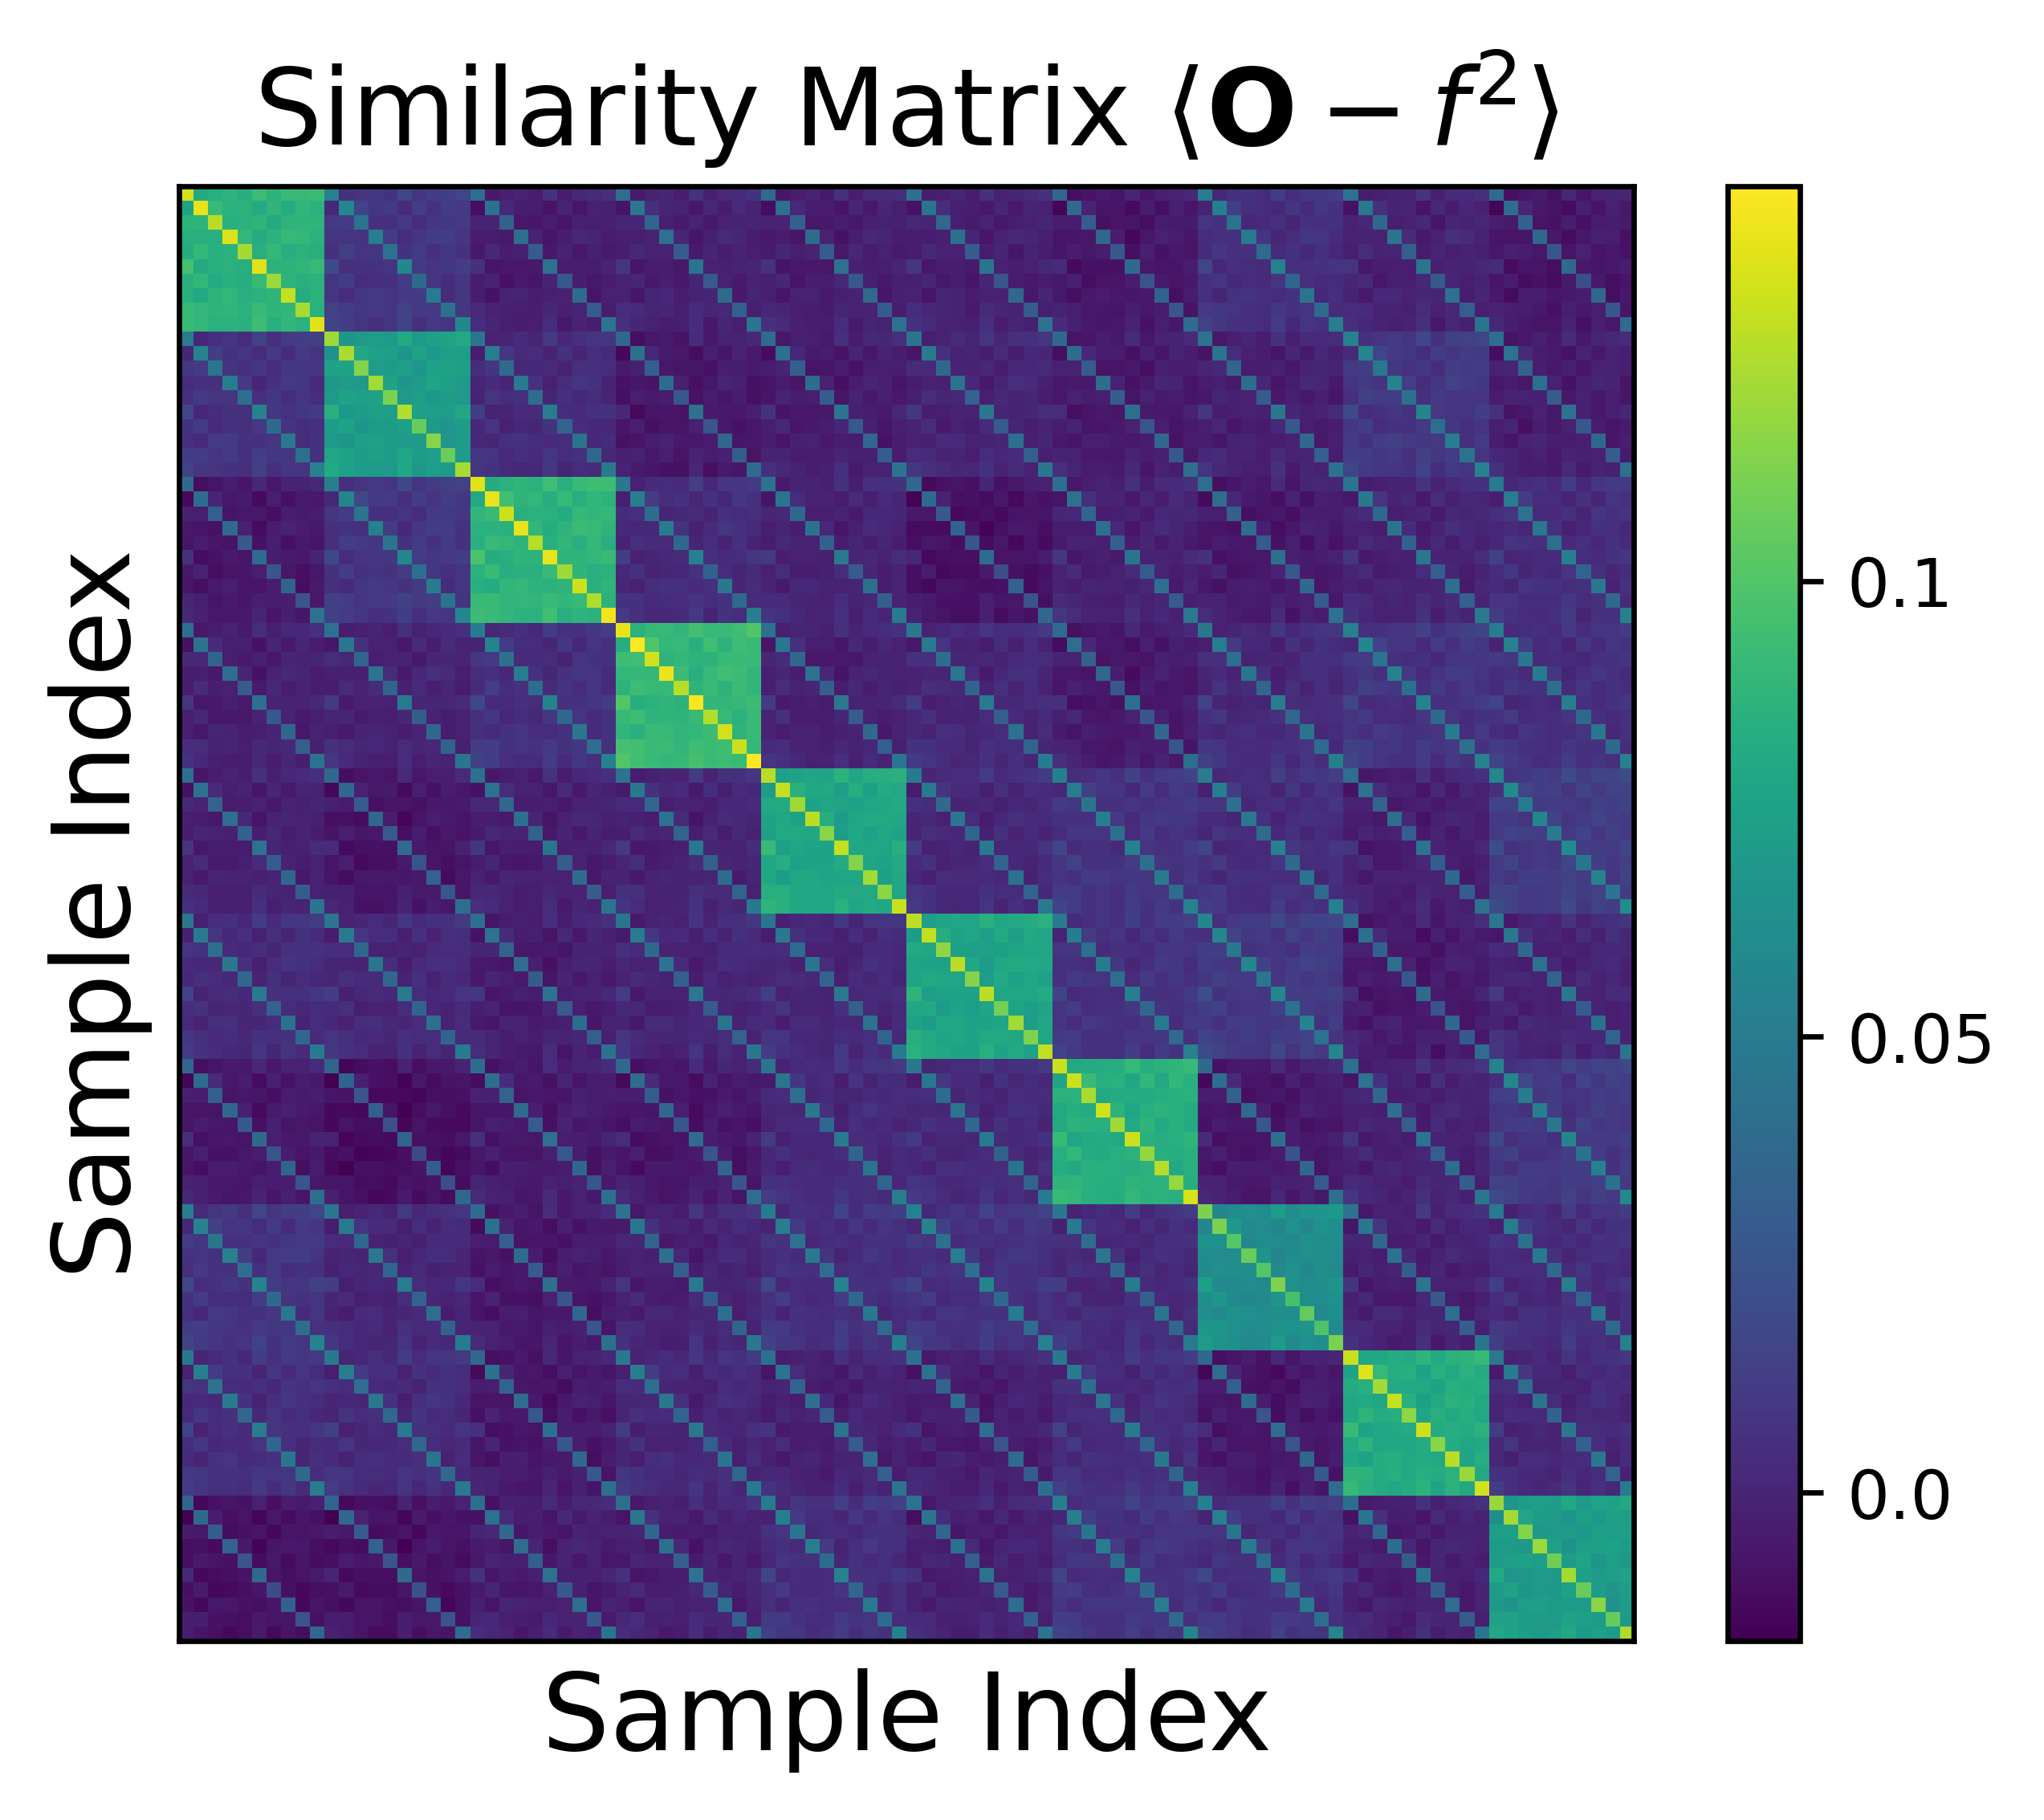 Similarity Matrix ⟨O − f²⟩
Sample Index
0.1
0.05
0.0
Sample Index